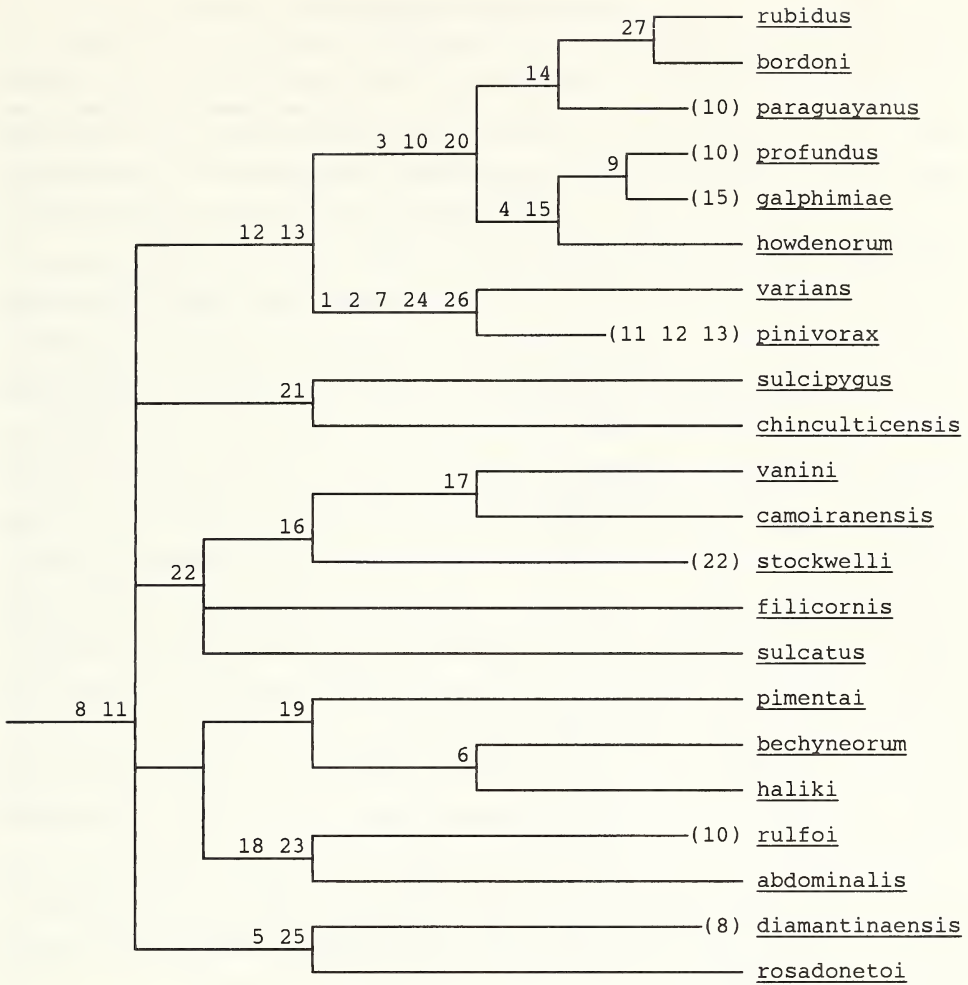 27 rubidus
bordoni
14
(10) paraguayanus
3 10 20
(10) profundus
9
(15) galphimiae
4 15
howdenorum
12 13
1 2 7 24 26 varians
(11 12 13) pinivorax
sulcipygus
21
chinculticensis
17 vanini
camoiranensis
16
(22) stockwelli
22
filicornis
sulcatus
8 11
19 pimentai
bechyneorum
6
haliki
(10) rulfoi
18 23
abdominalis
(8) diamantinaensis
5 25
rosadonetoi